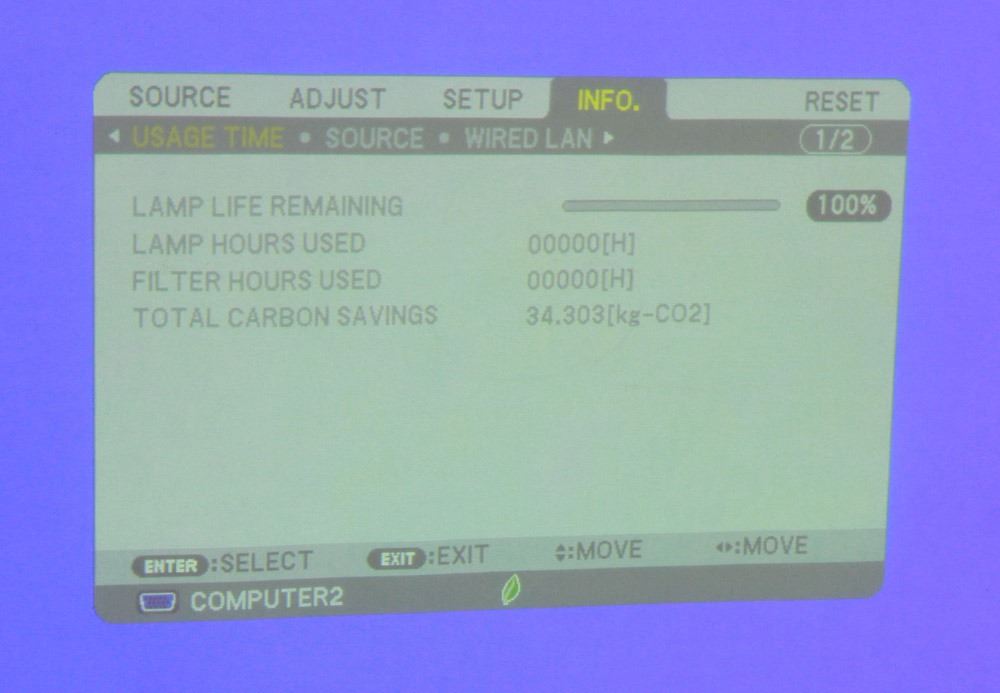 SOURCE ADJUST SETUP INFO. RESET
USAGE TIME • SOURCE • WIRED LAN 1/2
LAMP LIFE REMAINING 100%
LAMP HOURS USED 00000[H]
FILTER HOURS USED 00000[H]
TOTAL CARBON SAVINGS 34.303[kg-CO2]
ENTER :SELECT EXIT :EXIT :MOVE :MOVE
COMPUTER2